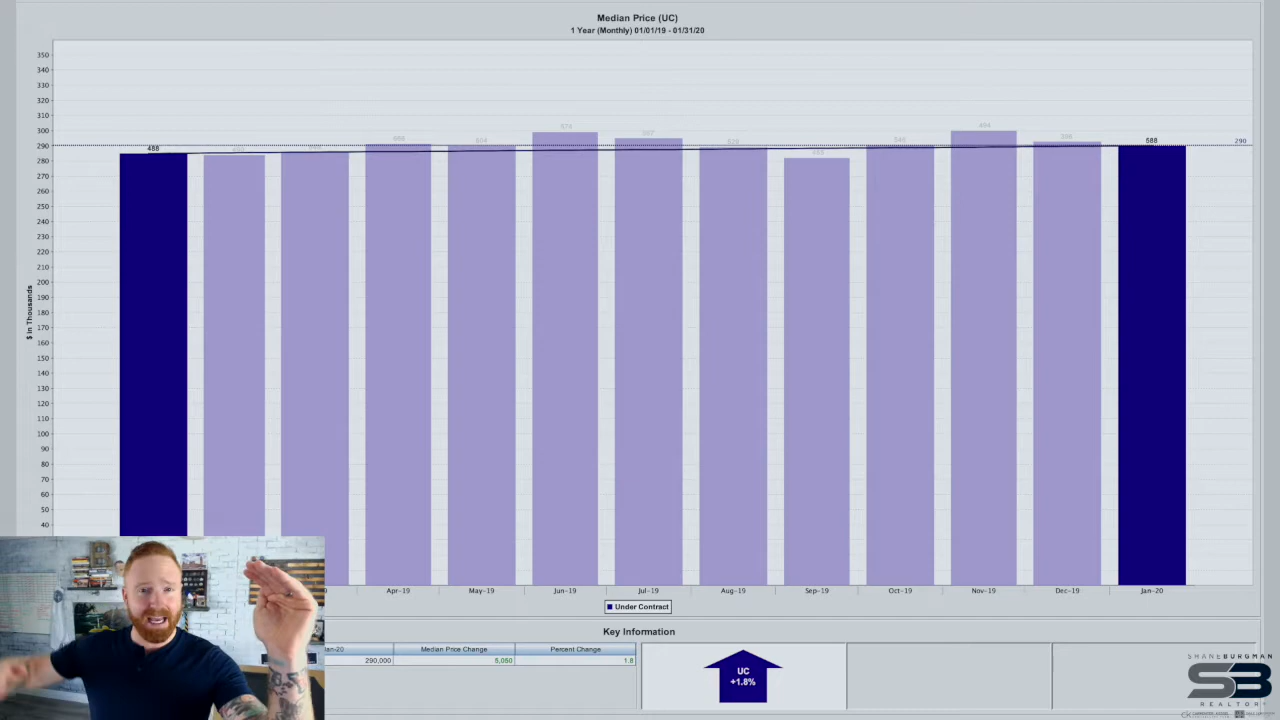 Median Price (UC)
1 Year (Monthly) 01/01/19 - 01/31/20
350
340
330
320
310
300
290
280
270
260
250
240
230
220
210
200
190
180
170
160
150
140
130
120
110
100
90
80
70
60
50
40
$ in Thousands
488
688
290
Apr-19
May-19
Jun-19
Jul-19
Aug-19
Sep-19
Oct-19
Nov-19
Dec-19
Jan-20
Under Contract
Key Information
Median Price Change
Percent Change
290,000
5,050
1.8
UC
+1.8%
SHANE BURGMAN
SB
REALTOR